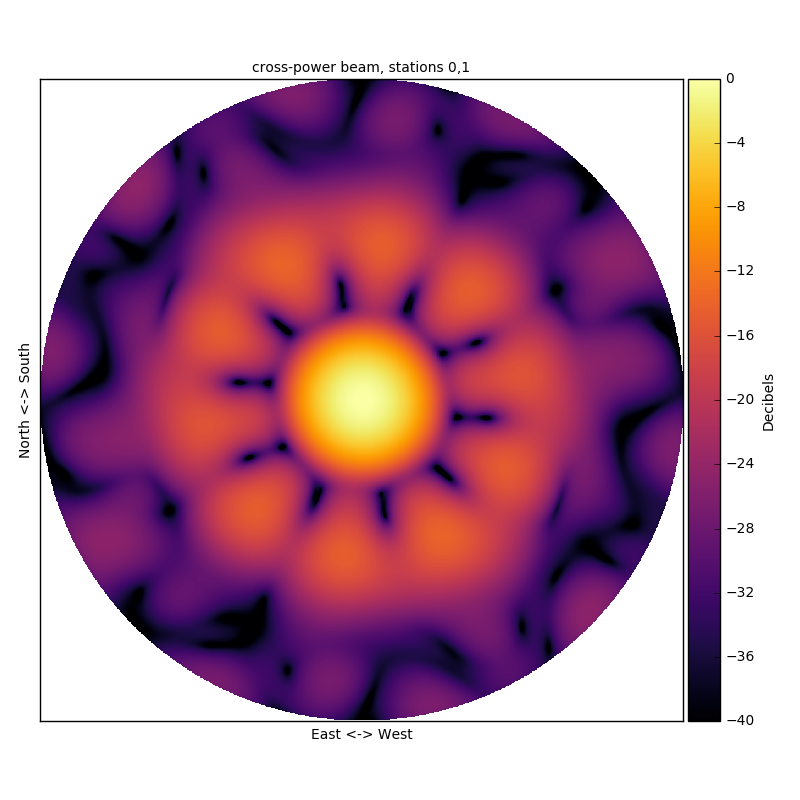 cross-power beam, stations 0,1
North <-> South
East <-> West
0
−4
−8
−12
−16
−20
−24
−28
−32
−36
−40
Decibels